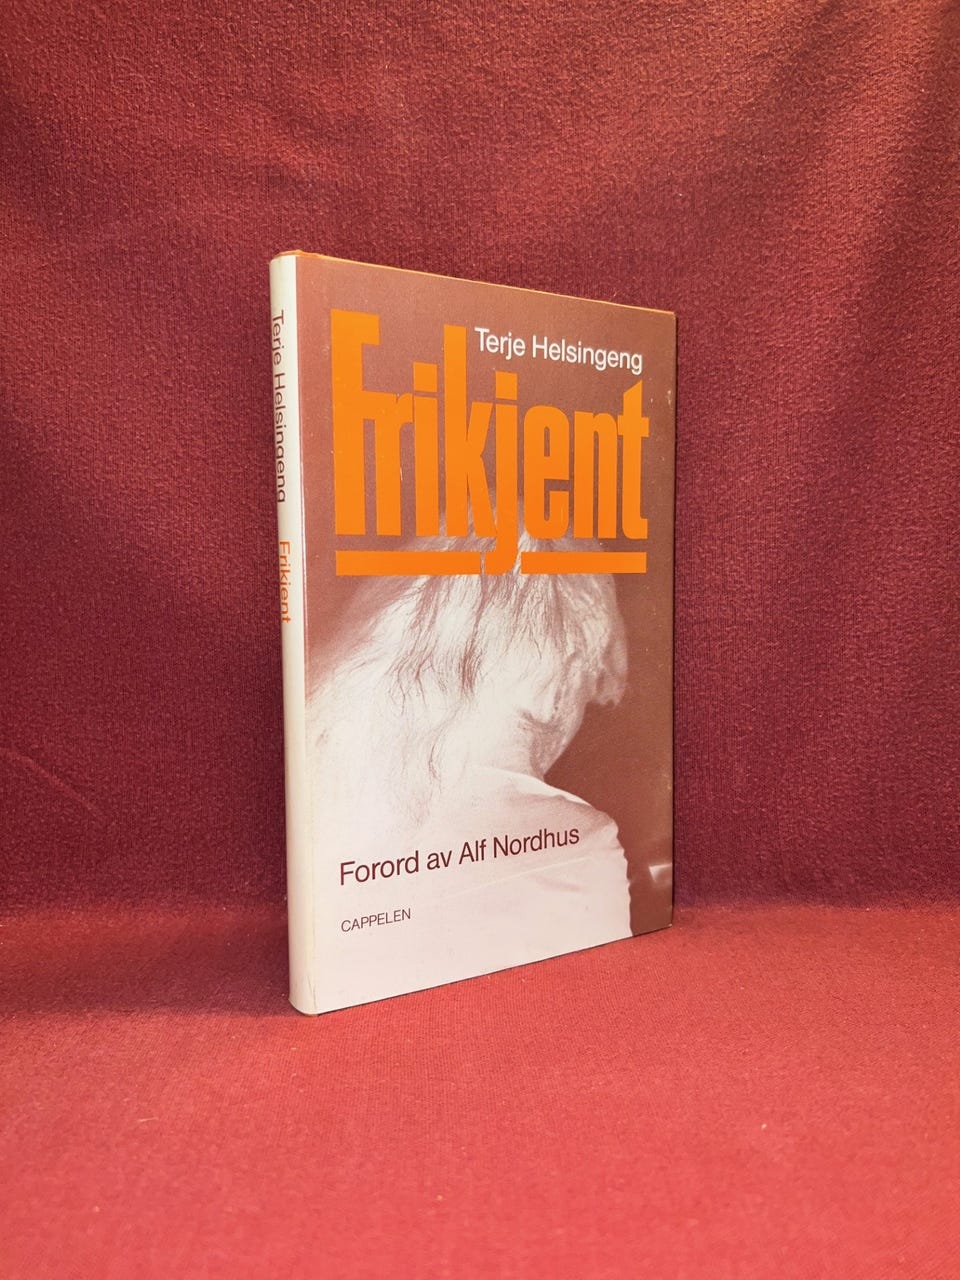 Terje Helsingeng
Frikjent
Forord av Alf Nordhus
CAPPELEN
Terje Helsingeng Frikjent